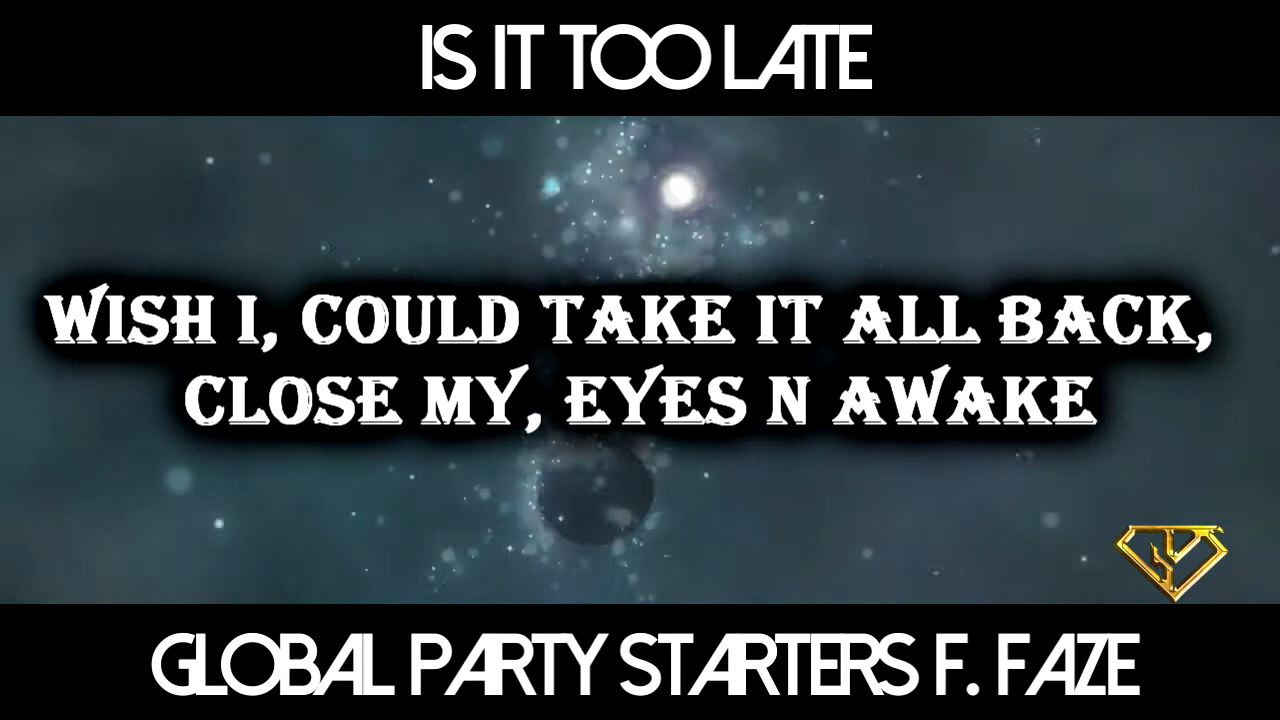 IS IT TOO LATE
WISH I, COULD TAKE IT ALL BACK,
CLOSE MY, EYES N AWAKE
GLOBAL PARTY STARTERS F. FAZE